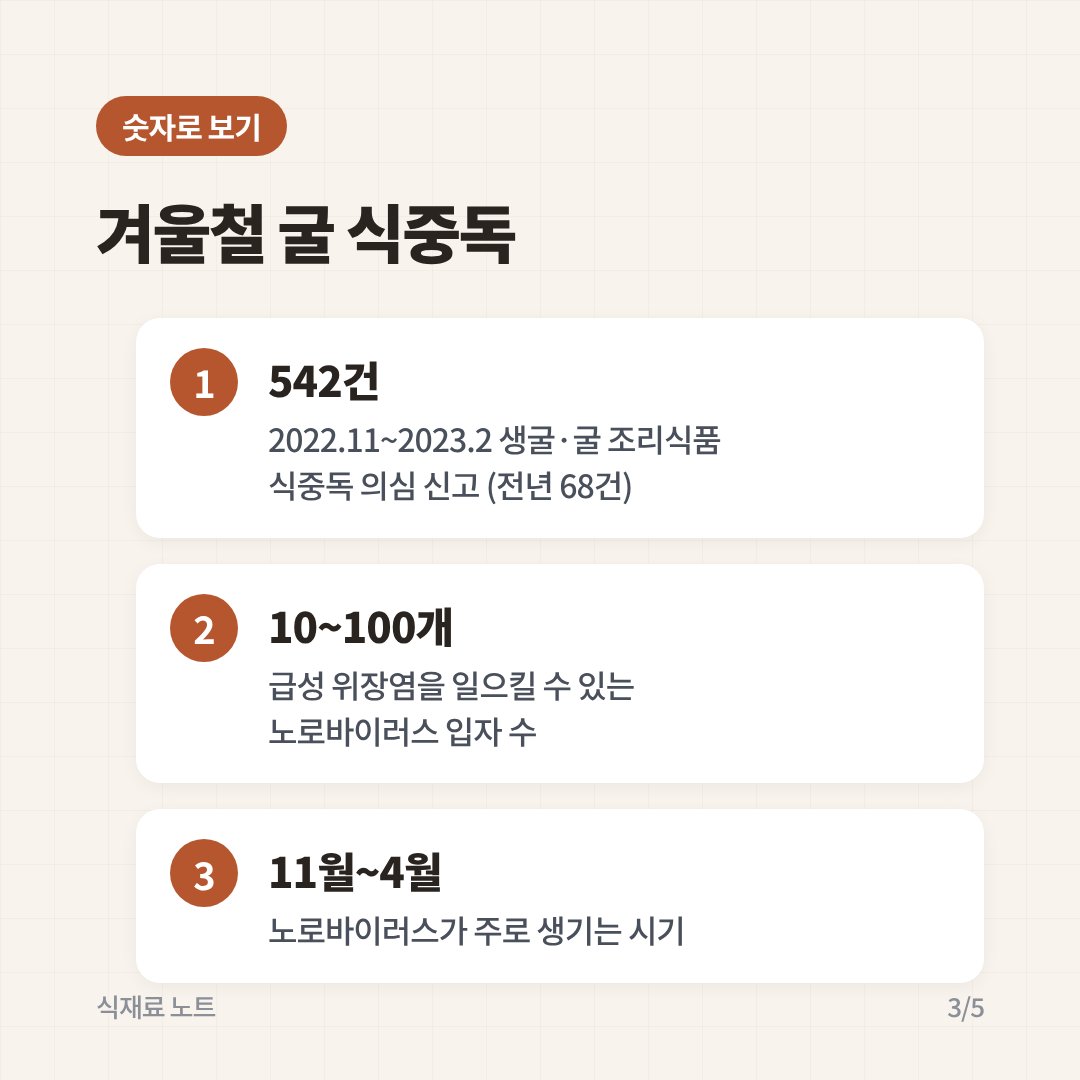 숫자로 보기
겨울철 굴 식중독
1
542건
2022.11~2023.2 생굴·굴 조리식품
식중독 의심 신고 (전년 68건)
2
10~100개
급성 위장염을 일으킬 수 있는
노로바이러스 입자 수
3
11월~4월
노로바이러스가 주로 생기는 시기
식재료 노트
3/5